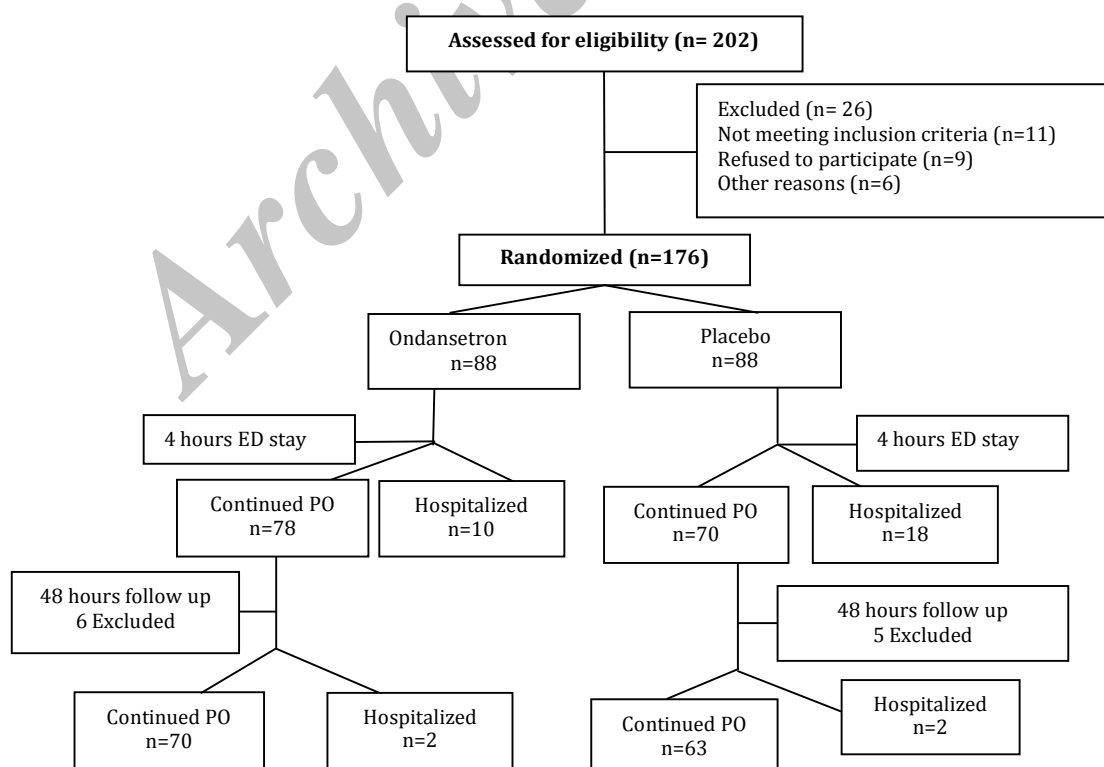 Assessed for eligibility (n= 202)
Excluded (n= 26)
Not meeting inclusion criteria (n=11)
Refused to participate (n=9)
Other reasons (n=6)
Randomized (n=176)
Ondansetron
n=88
Placebo
n=88
4 hours ED stay
4 hours ED stay
Continued PO
n=78
Hospitalized
n=10
Continued PO
n=70
Hospitalized
n=18
48 hours follow up
6 Excluded
48 hours follow up
5 Excluded
Continued PO
n=70
Hospitalized
n=2
Continued PO
n=63
Hospitalized
n=2